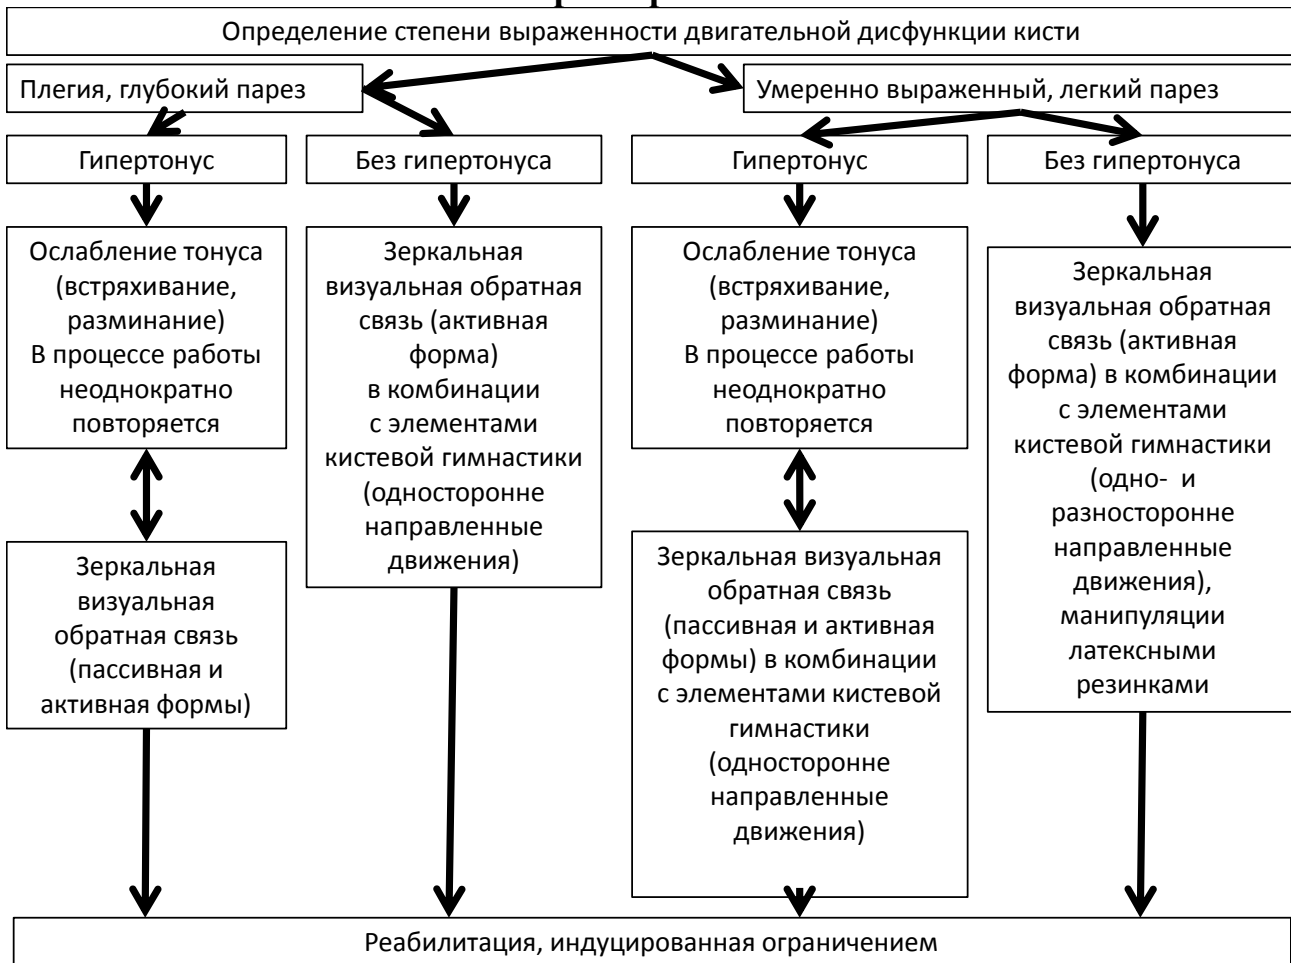 Определение степени выраженности двигательной дисфункции кисти
Плегия, глубокий парез
Умеренно выраженный, легкий парез
Гипертонус
Без гипертонуса
Гипертонус
Без гипертонуса
Ослабление тонуса
(встряхивание,
разминание)
В процессе работы
неоднократно
повторяется
Зеркальная
визуальная обратная
связь (активная
форма)
в комбинации
с элементами
кистевой гимнастики
(односторонне
направленные
движения)
Ослабление тонуса
(встряхивание,
разминание)
В процессе работы
неоднократно
повторяется
Зеркальная
визуальная обратная
связь (активная
форма) в комбинации
с элементами
кистевой гимнастики
(одно- и
разносторонне
направленные
движения),
манипуляции
латексными
резинками
Зеркальная
визуальная
обратная связь
(пассивная и
активная формы)
Зеркальная визуальная
обратная связь
(пассивная и активная
формы) в комбинации
с элементами кистевой
гимнастики
(односторонне
направленные
движения)
Реабилитация, индуцированная ограничением